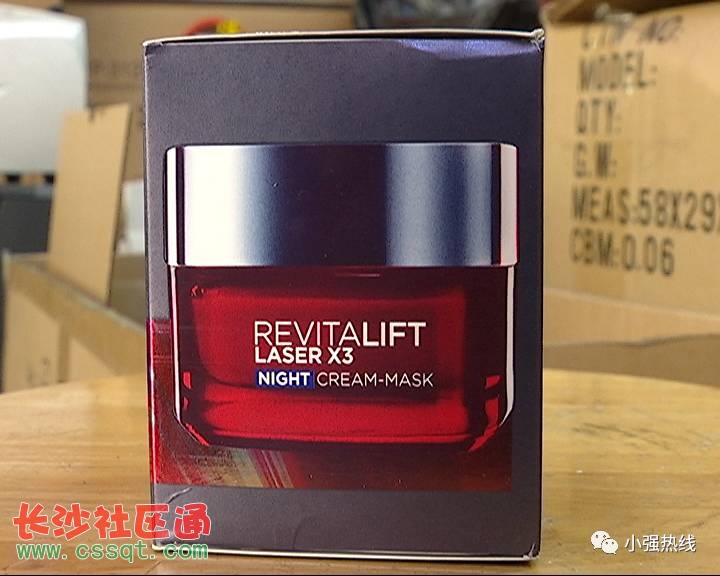 MODEL:
QTY:
G.W:
MEAS:58X29
CBM:0.06
REVITALIFT
LASER X3
NIGHT CREAM-MASK
长沙社区通
www.cssqt.com
小强热线